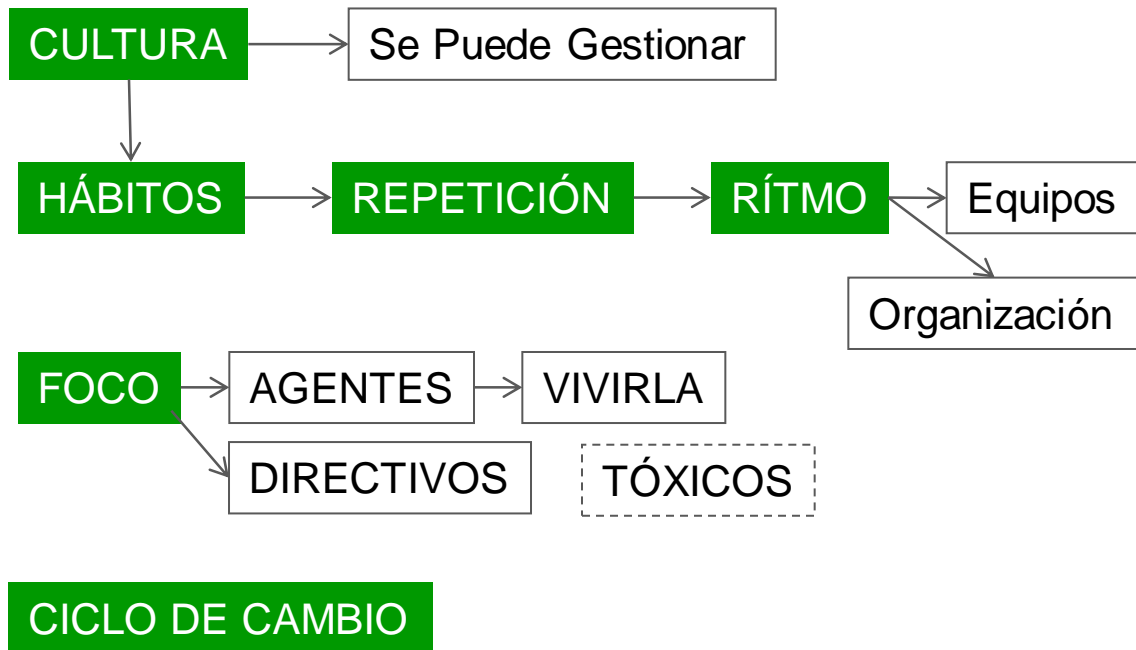 CULTURA
Se Puede Gestionar
HÁBITOS
REPETICIÓN
RÍTMO
Equipos
Organización
FOCO
AGENTES
VIVIRLA
DIRECTIVOS
TÓXICOS
CICLO DE CAMBIO